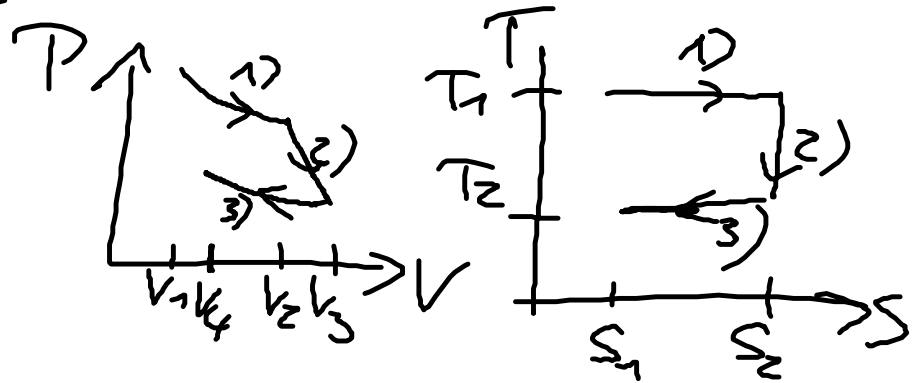 P
1)
2)
3)
V₁ V₄ V₂ V₃ V
T
T₁
T₂
1)
2)
3)
S₁ S₂ S